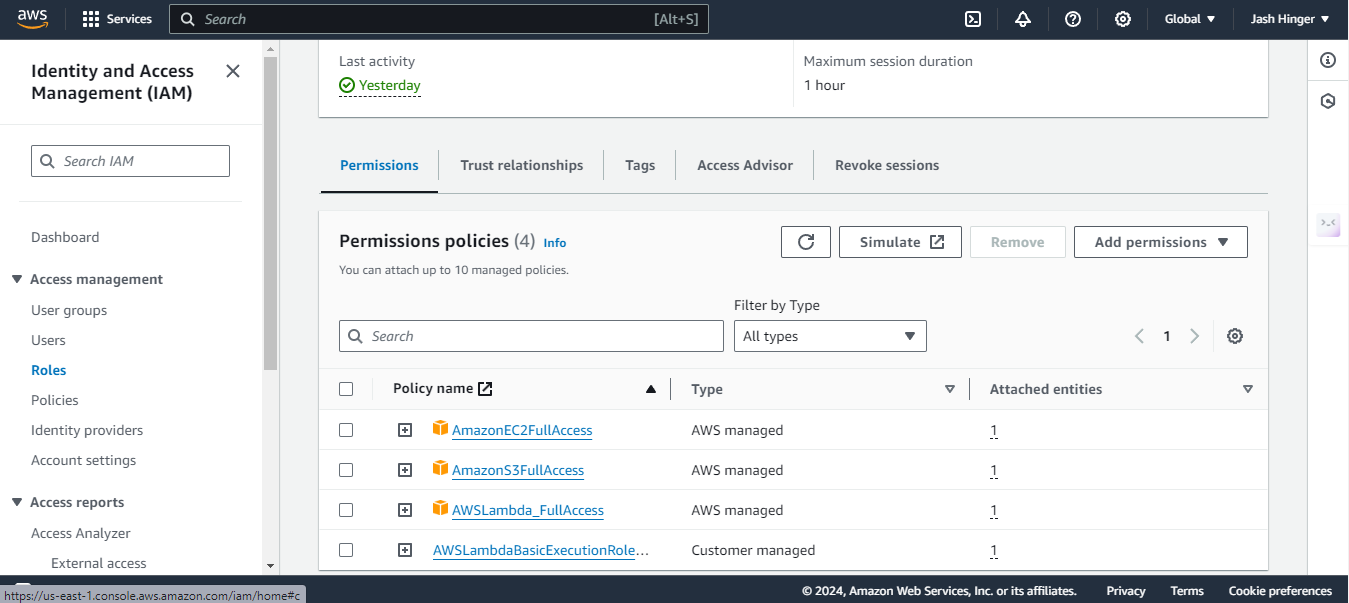 aws
Services
Search
[Alt+S]
Global
Jash Hinger
Identity and Access
Management (IAM)
Search IAM
Dashboard
Access management
User groups
Users
Roles
Policies
Identity providers
Account settings
Access reports
Access Analyzer
External access
Last activity
Yesterday
Maximum session duration
1 hour
Permissions
Trust relationships
Tags
Access Advisor
Revoke sessions
Permissions policies (4) Info
You can attach up to 10 managed policies.
Simulate
Remove
Add permissions
Filter by Type
Search
All types
1
Policy name
Type
Attached entities
AmazonEC2FullAccess AWS managed 1
AmazonS3FullAccess AWS managed 1
AWSLambda_FullAccess AWS managed 1
AWSLambdaBasicExecutionRole... Customer managed 1
https://us-east-1.console.aws.amazon.com/iam/home#c
© 2024, Amazon Web Services, Inc. or its affiliates.
Privacy
Terms
Cookie preferences